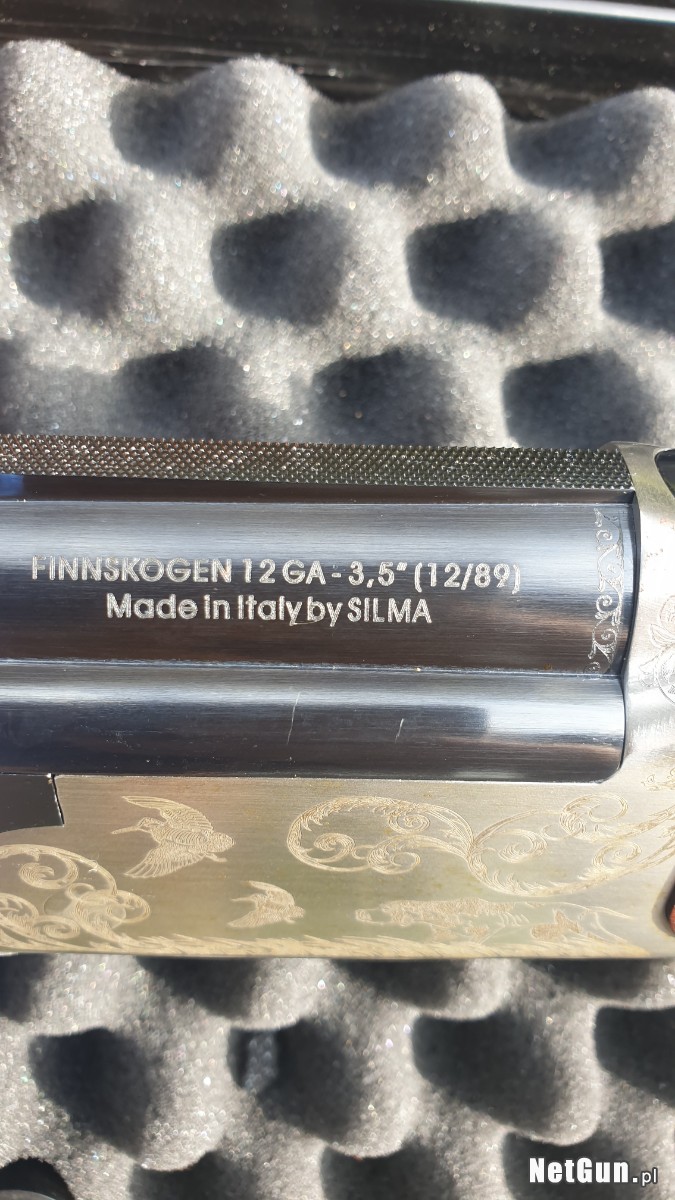 FINNSKOGEN 12 GA - 3,5" (12/89)
Made in Italy by SILMA
NetGun.pl